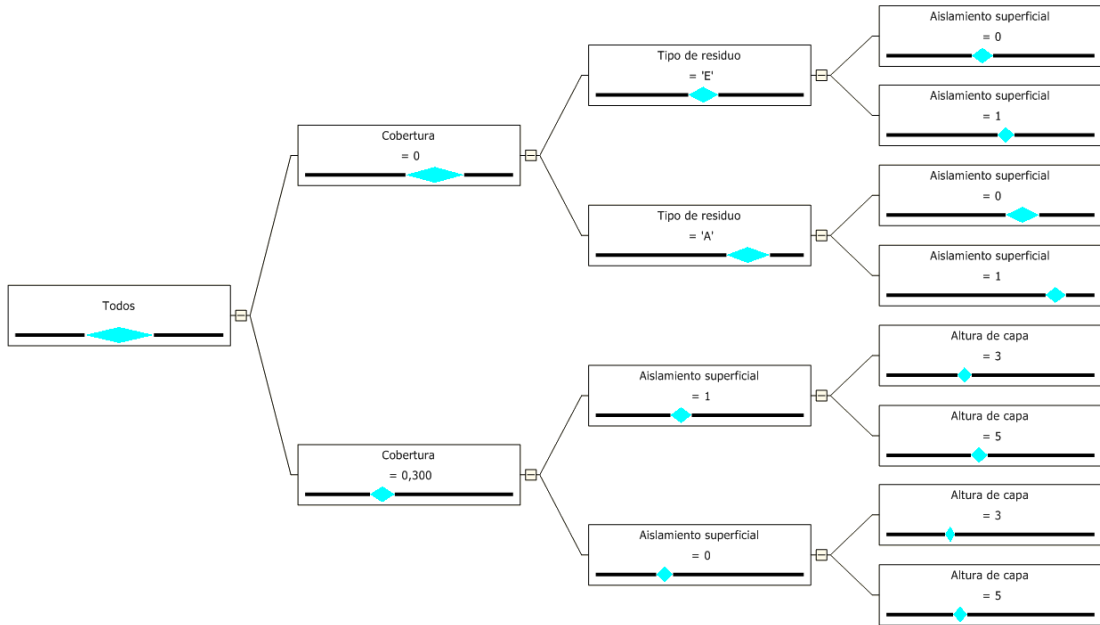 Todos
Cobertura
= 0
Tipo de residuo
= 'E'
Aislamiento superficial
= 0
Aislamiento superficial
= 1
Tipo de residuo
= 'A'
Aislamiento superficial
= 0
Aislamiento superficial
= 1
Cobertura
= 0,300
Aislamiento superficial
= 1
Altura de capa
= 3
Altura de capa
= 5
Aislamiento superficial
= 0
Altura de capa
= 3
Altura de capa
= 5